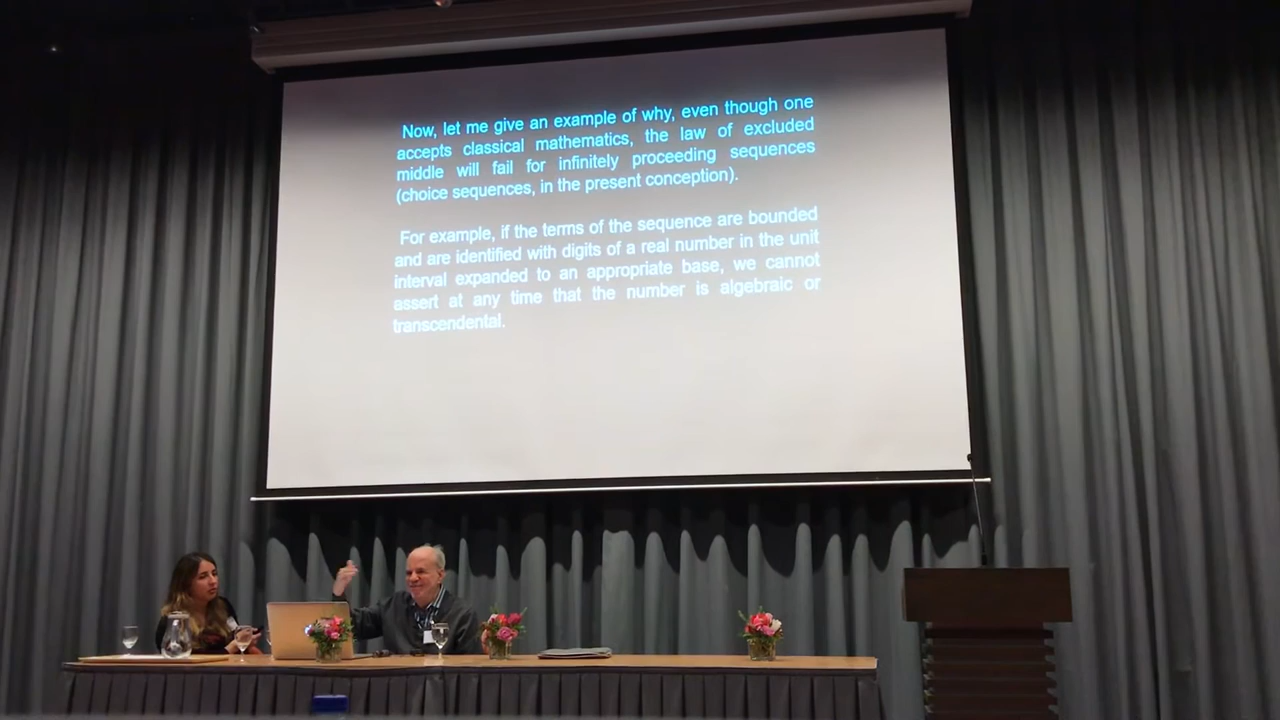 Now, let me give an example of why, even though one
accepts classical mathematics, the law of excluded
middle will fail for infinitely proceeding sequences
(choice sequences, in the present conception).
For example, if the terms of the sequence are bounded
and are identified with digits of a real number in the unit
interval expanded to an appropriate base, we cannot
assert at any time that the number is algebraic or
transcendental.